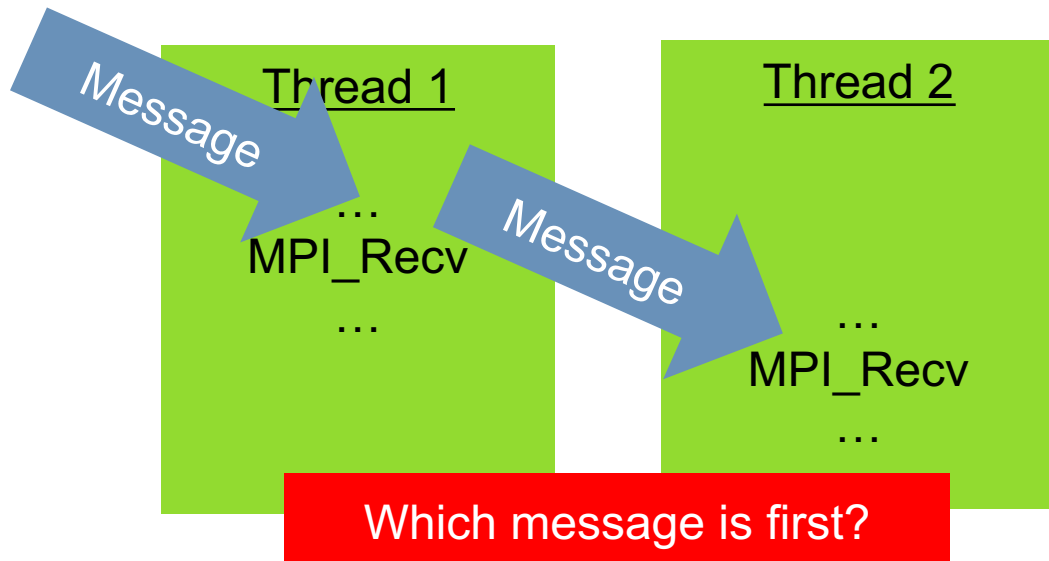 Message
Thread 1
…
MPI_Recv
…
Message
Thread 2
…
MPI_Recv
…
Which message is first?